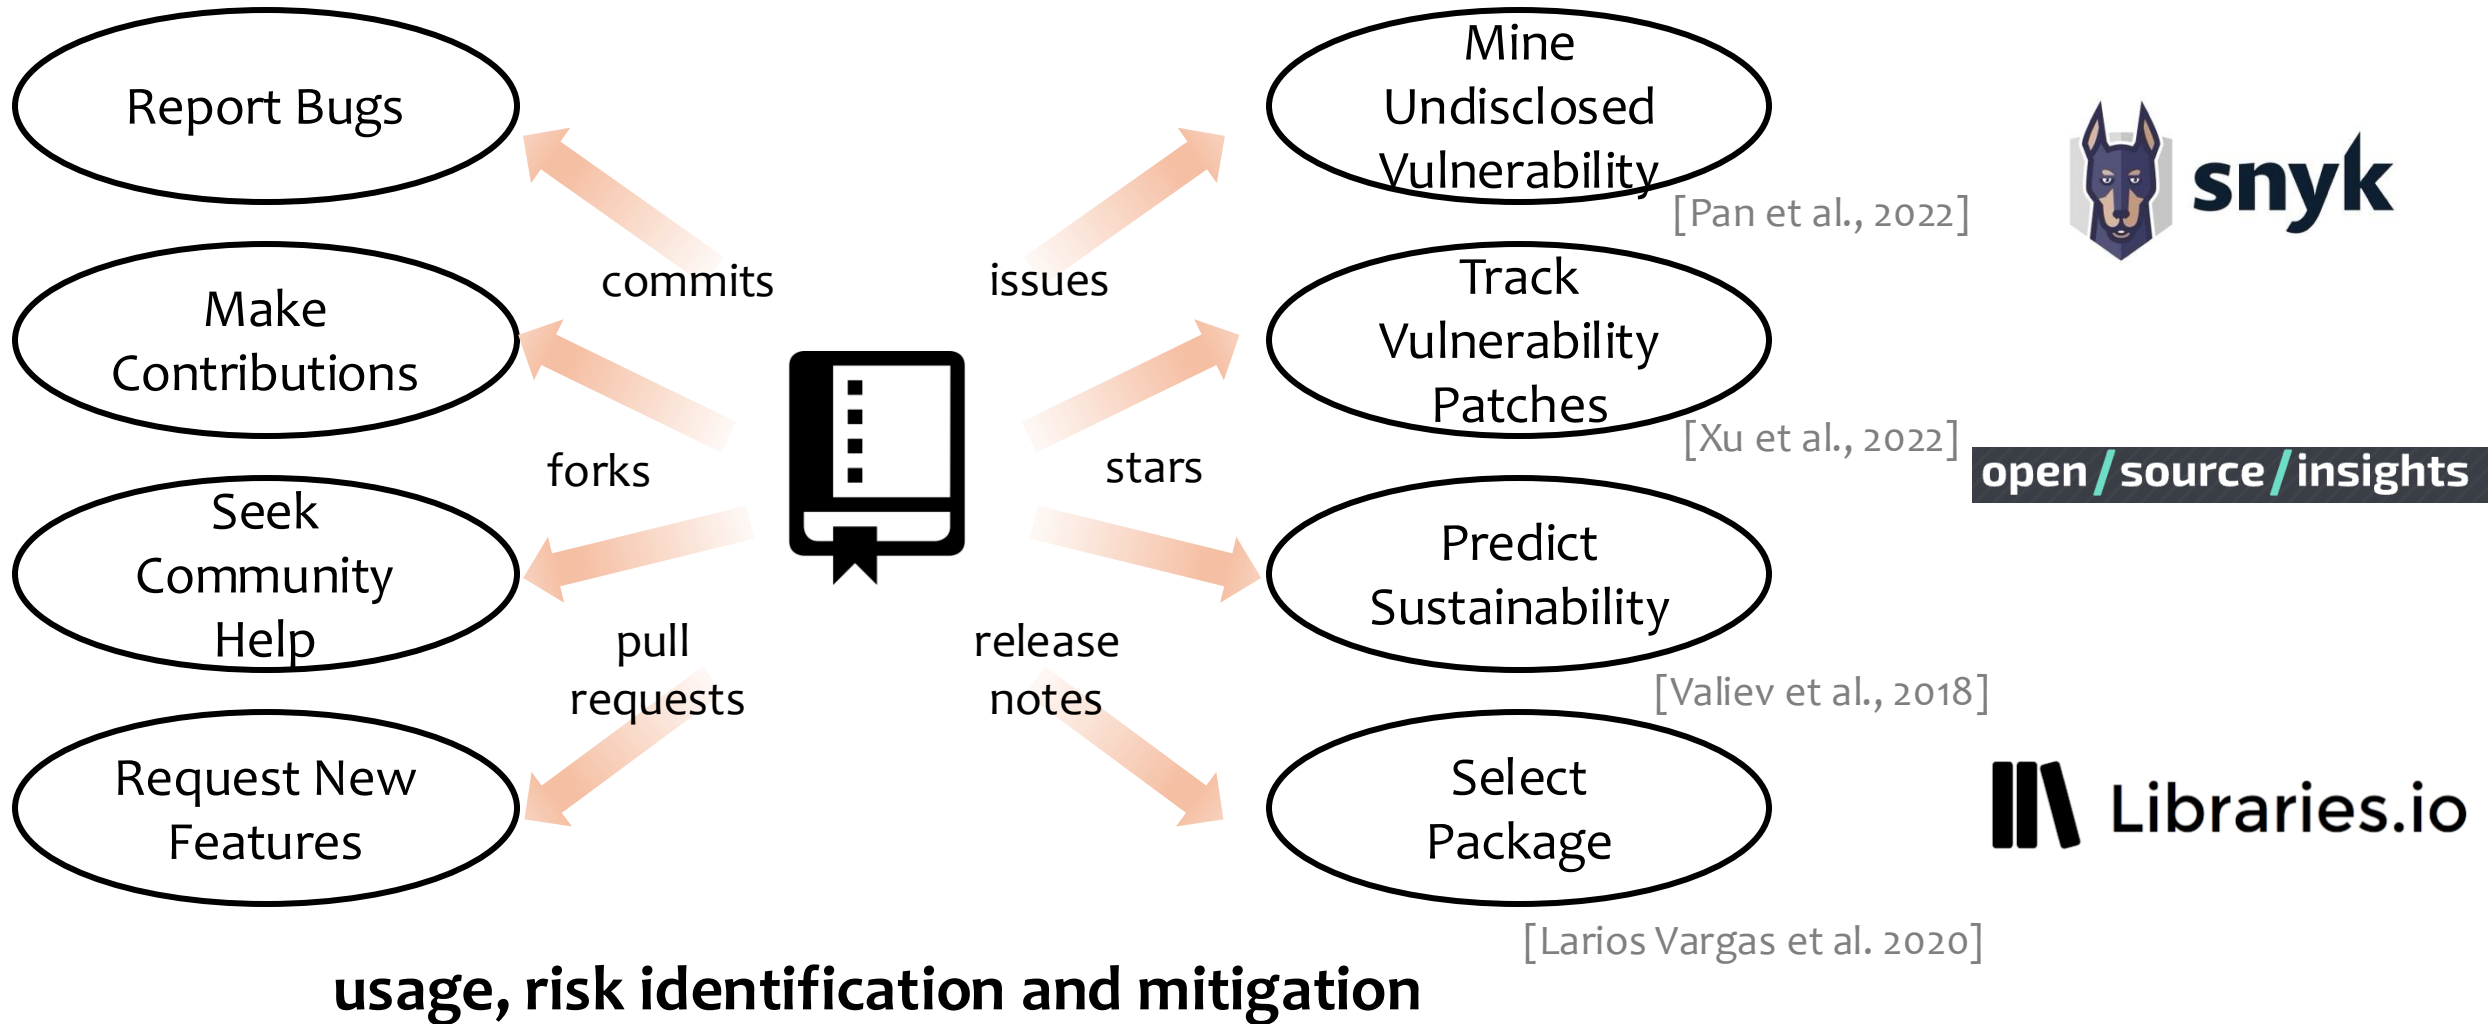 Report Bugs
Make
Contributions
Seek
Community
Help
Request New
Features
commits
forks
pull
requests
issues
stars
release
notes
Mine
Undisclosed
Vulnerability
[Pan et al., 2022]
Track
Vulnerability
Patches
[Xu et al., 2022]
Predict
Sustainability
[Valiev et al., 2018]
Select
Package
[Larios Vargas et al. 2020]
snyk
open/source/insights
Libraries.io
usage, risk identification and mitigation